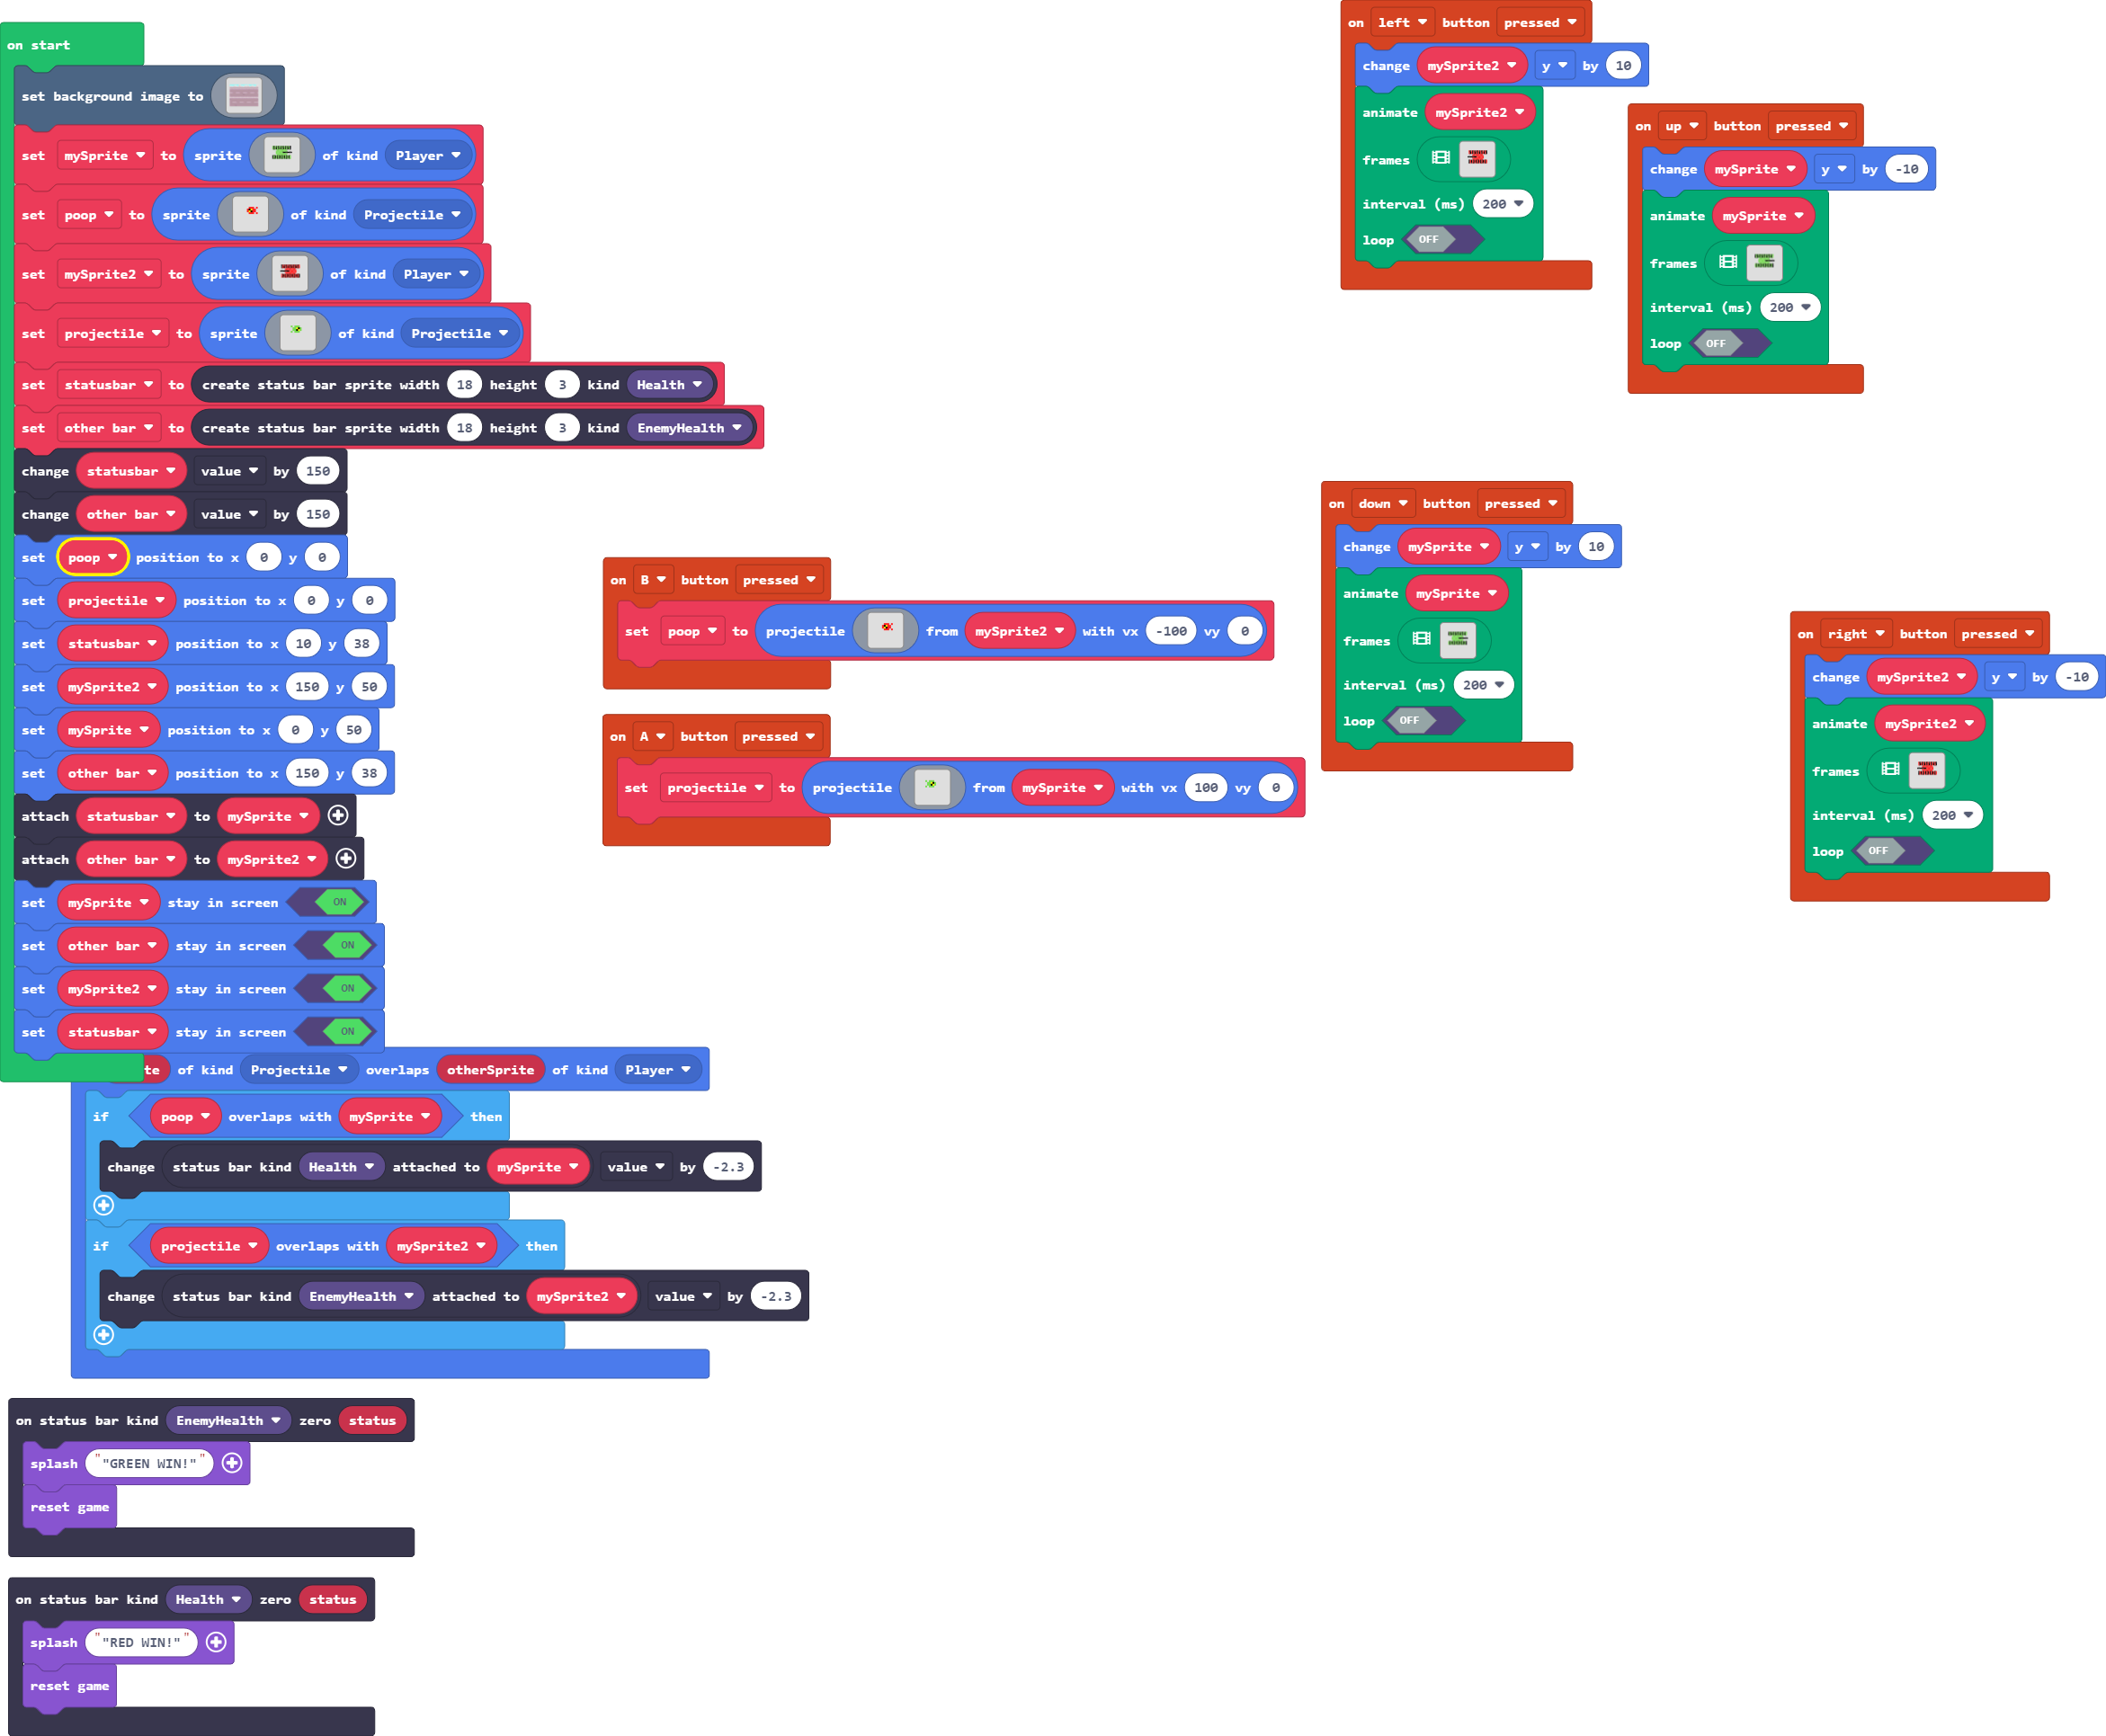 on start
set background image to
set mySprite to sprite of kind Player
set poop to sprite of kind Projectile
set mySprite2 to sprite of kind Player
set projectile to sprite of kind Projectile
set statusbar to create status bar sprite width 18 height 3 kind Health
set other bar to create status bar sprite width 18 height 3 kind EnemyHealth
change statusbar value by 150
change other bar value by 150
set poop position to x 0 y 0
set projectile position to x 0 y 0
set statusbar position to x 10 y 38
set mySprite2 position to x 150 y 50
set mySprite position to x 0 y 50
set other bar position to x 150 y 38
attach statusbar to mySprite
attach other bar to mySprite2
set mySprite stay in screen ON
set other bar stay in screen ON
set mySprite2 stay in screen ON
set statusbar stay in screen ON
te of kind Projectile overlaps otherSprite of kind Player
if poop overlaps with mySprite then
change status bar kind Health attached to mySprite value by -2.3
if projectile overlaps with mySprite2 then
change status bar kind EnemyHealth attached to mySprite2 value by -2.3
on status bar kind EnemyHealth zero status
splash ""GREEN WIN!""
reset game
on status bar kind Health zero status
splash ""RED WIN!""
reset game
on B button pressed
set poop to projectile from mySprite2 with vx -100 vy 0
on A button pressed
set projectile to projectile from mySprite with vx 100 vy 0
on left button pressed
change mySprite2 y by 10
animate mySprite2
frames
interval (ms) 200
loop OFF
on up button pressed
change mySprite y by -10
animate mySprite
frames
interval (ms) 200
loop OFF
on down button pressed
change mySprite y by 10
animate mySprite
frames
interval (ms) 200
loop OFF
on right button pressed
change mySprite2 y by -10
animate mySprite2
frames
interval (ms) 200
loop OFF